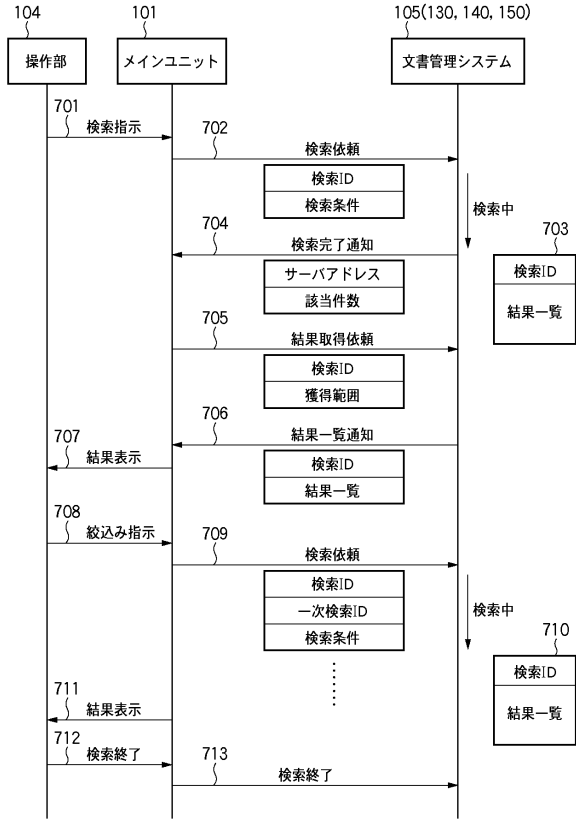 104
101
105(130, 140, 150)
操作部
メインユニット
文書管理システム
701
検索指示
702
検索依頼
検索ID
検索条件
検索中
703
検索ID
結果一覧
704
検索完了通知
サーバアドレス
該当件数
705
結果取得依頼
検索ID
獲得範囲
706
結果一覧通知
検索ID
結果一覧
707
結果表示
708
絞込み指示
709
検索依頼
検索ID
一次検索ID
検索条件
検索中
710
検索ID
結果一覧
711
結果表示
712
検索終了
713
検索終了